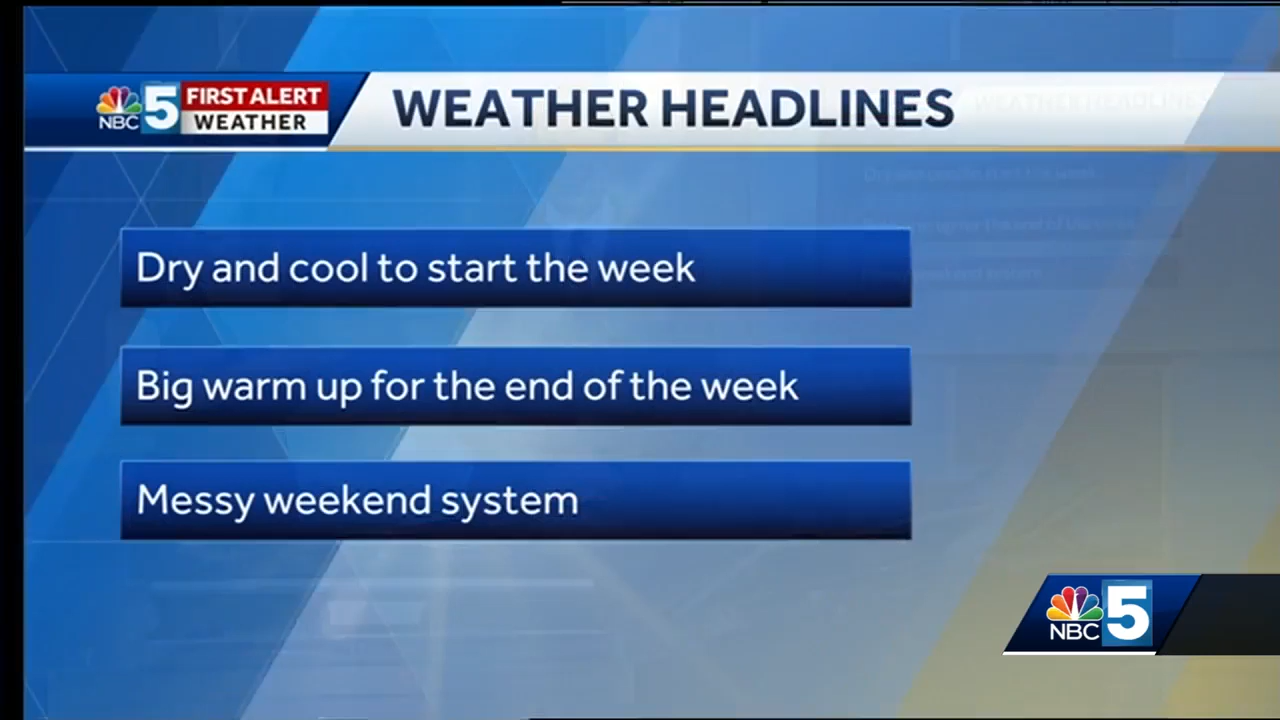 NBC 5 FIRST ALERT WEATHER
WEATHER HEADLINES
Dry and cool to start the week
Big warm up for the end of the week
Messy weekend system
NBC 5